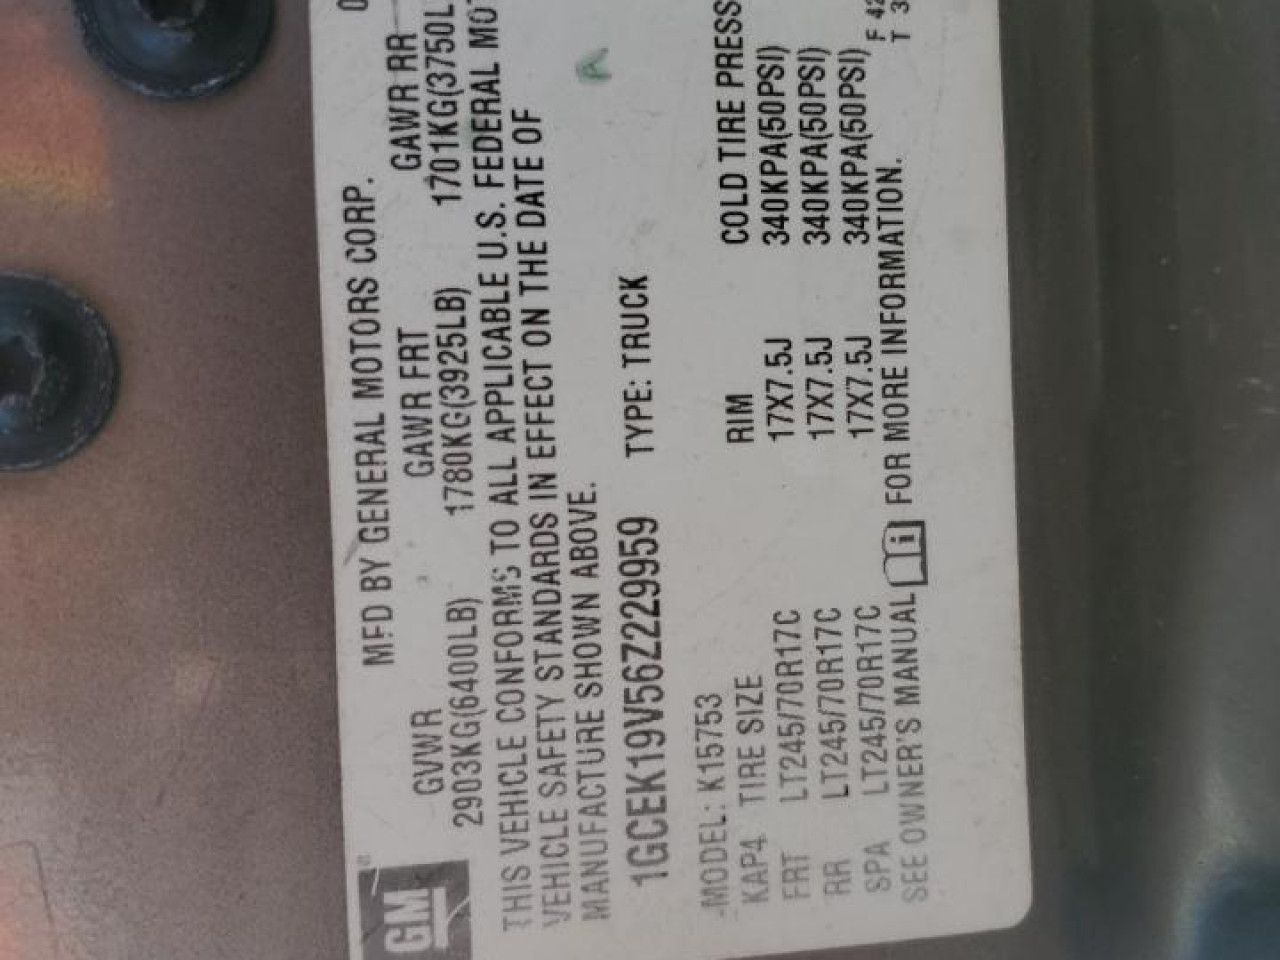 GM
MFD BY GENERAL MOTORS CORP.
GVWR GAWR FRT GAWR RR
2903KG(6400LB) 1780KG(3925LB) 1701KG(3750L
THIS VEHICLE CONFORMS TO ALL APPLICABLE U.S. FEDERAL MOT
VEHICLE SAFETY STANDARDS IN EFFECT ON THE DATE OF
MANUFACTURE SHOWN ABOVE.
A
1GCEK19V56Z229959 TYPE: TRUCK
MODEL: K15753
KAP4 TIRE SIZE RIM COLD TIRE PRESS
FRT LT245/70R17C 17X7.5J 340KPA(50PSI)
RR LT245/70R17C 17X7.5J 340KPA(50PSI)
SPA LT245/70R17C 17X7.5J 340KPA(50PSI)
SEE OWNER'S MANUAL FOR MORE INFORMATION.
F 42
T 3